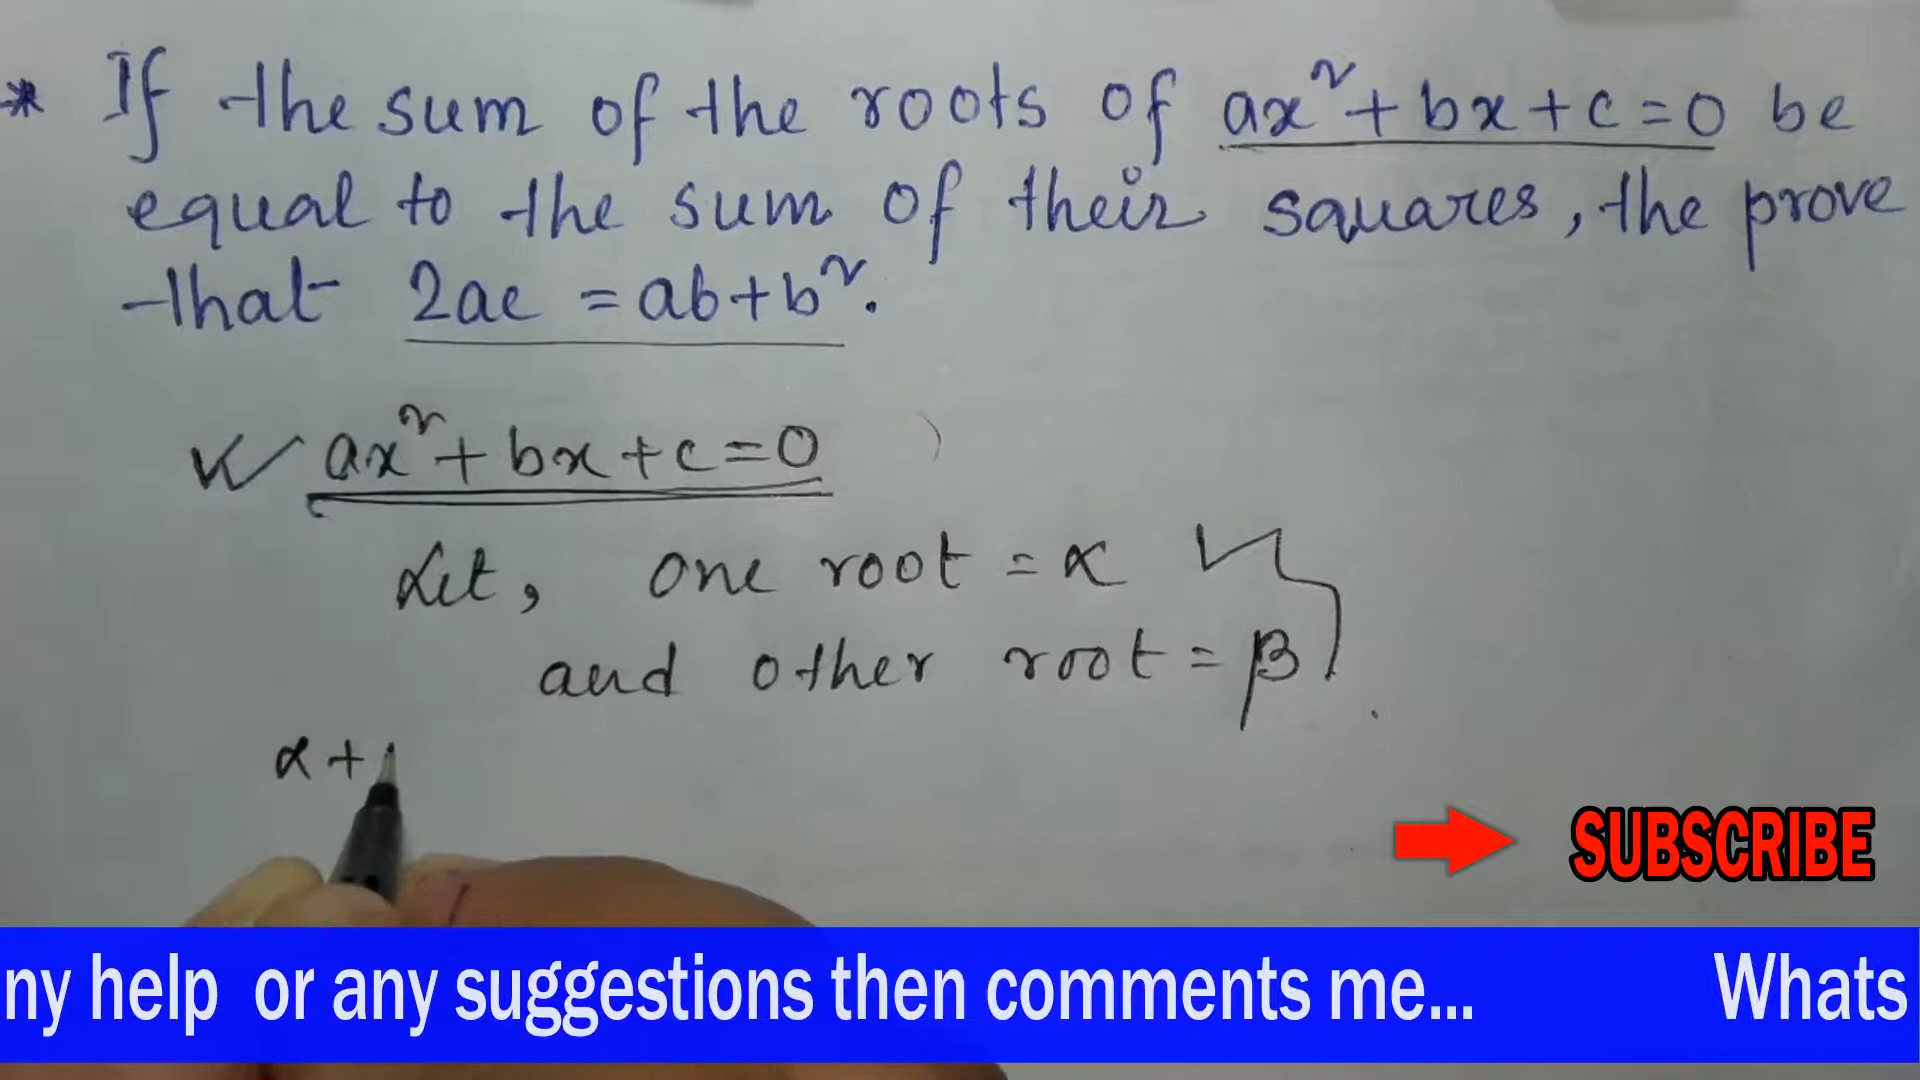 * If the sum of the roots of ax²+bx+c=0 be
equal to the sum of their squares, the prove
that 2ac = ab+b².
ax²+bx+c=0
Let, one root = α
and other root = β
α +
SUBSCRIBE
ny help or any suggestions then comments me... Whats